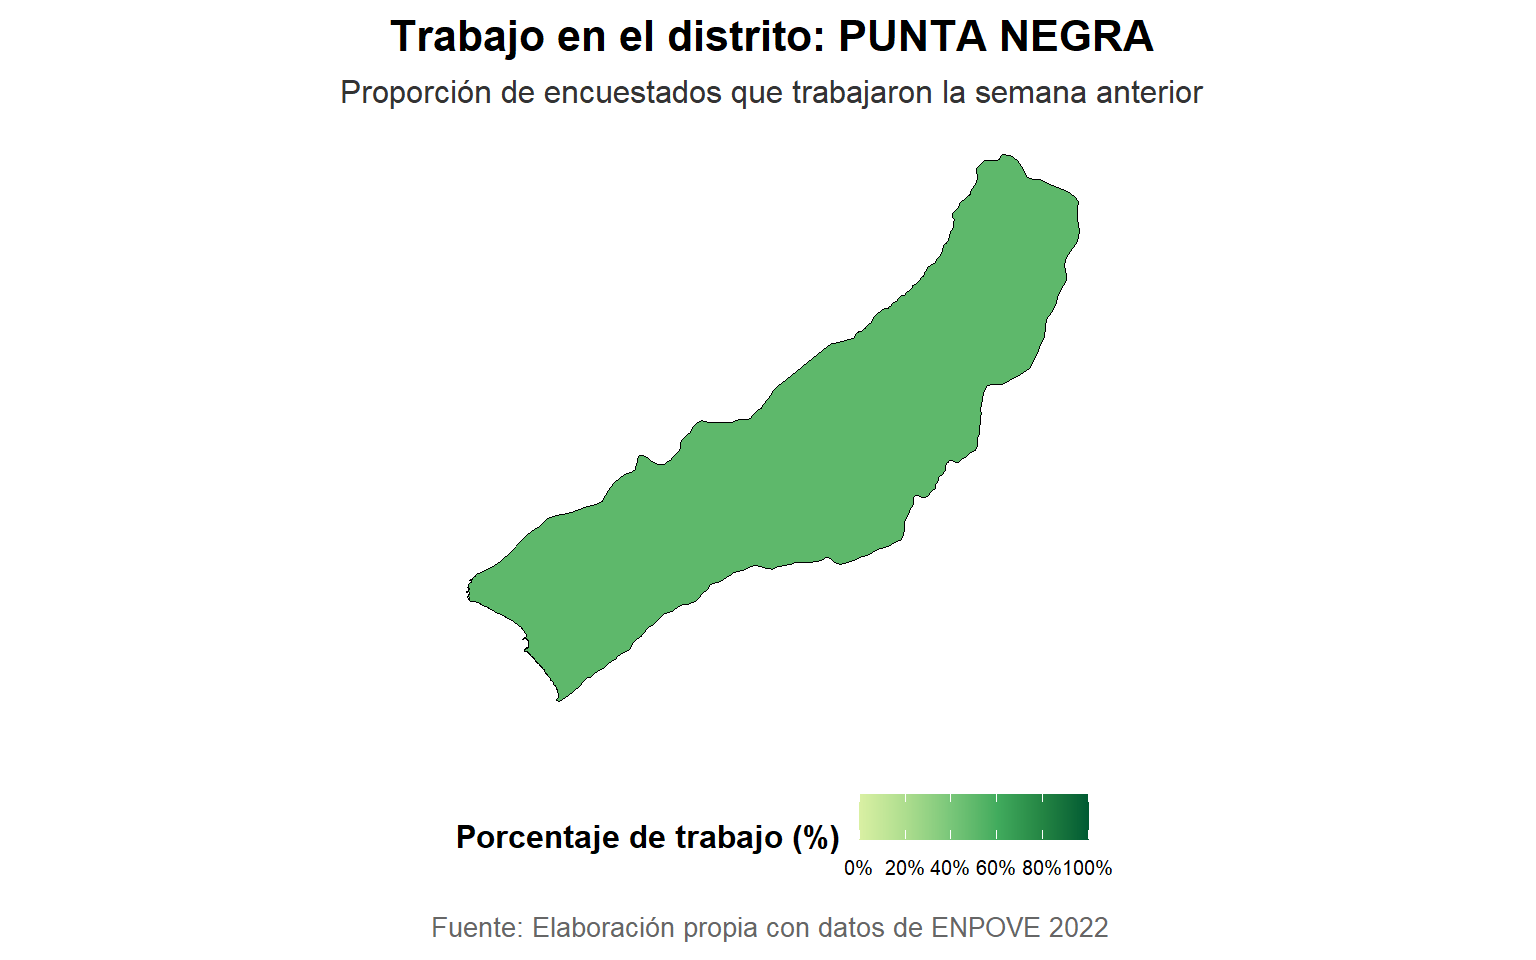 Trabajo en el distrito: PUNTA NEGRA
Proporción de encuestados que trabajaron la semana anterior
Porcentaje de trabajo (%)
0% 20% 40% 60% 80% 100%
Fuente: Elaboración propia con datos de ENPOVE 2022